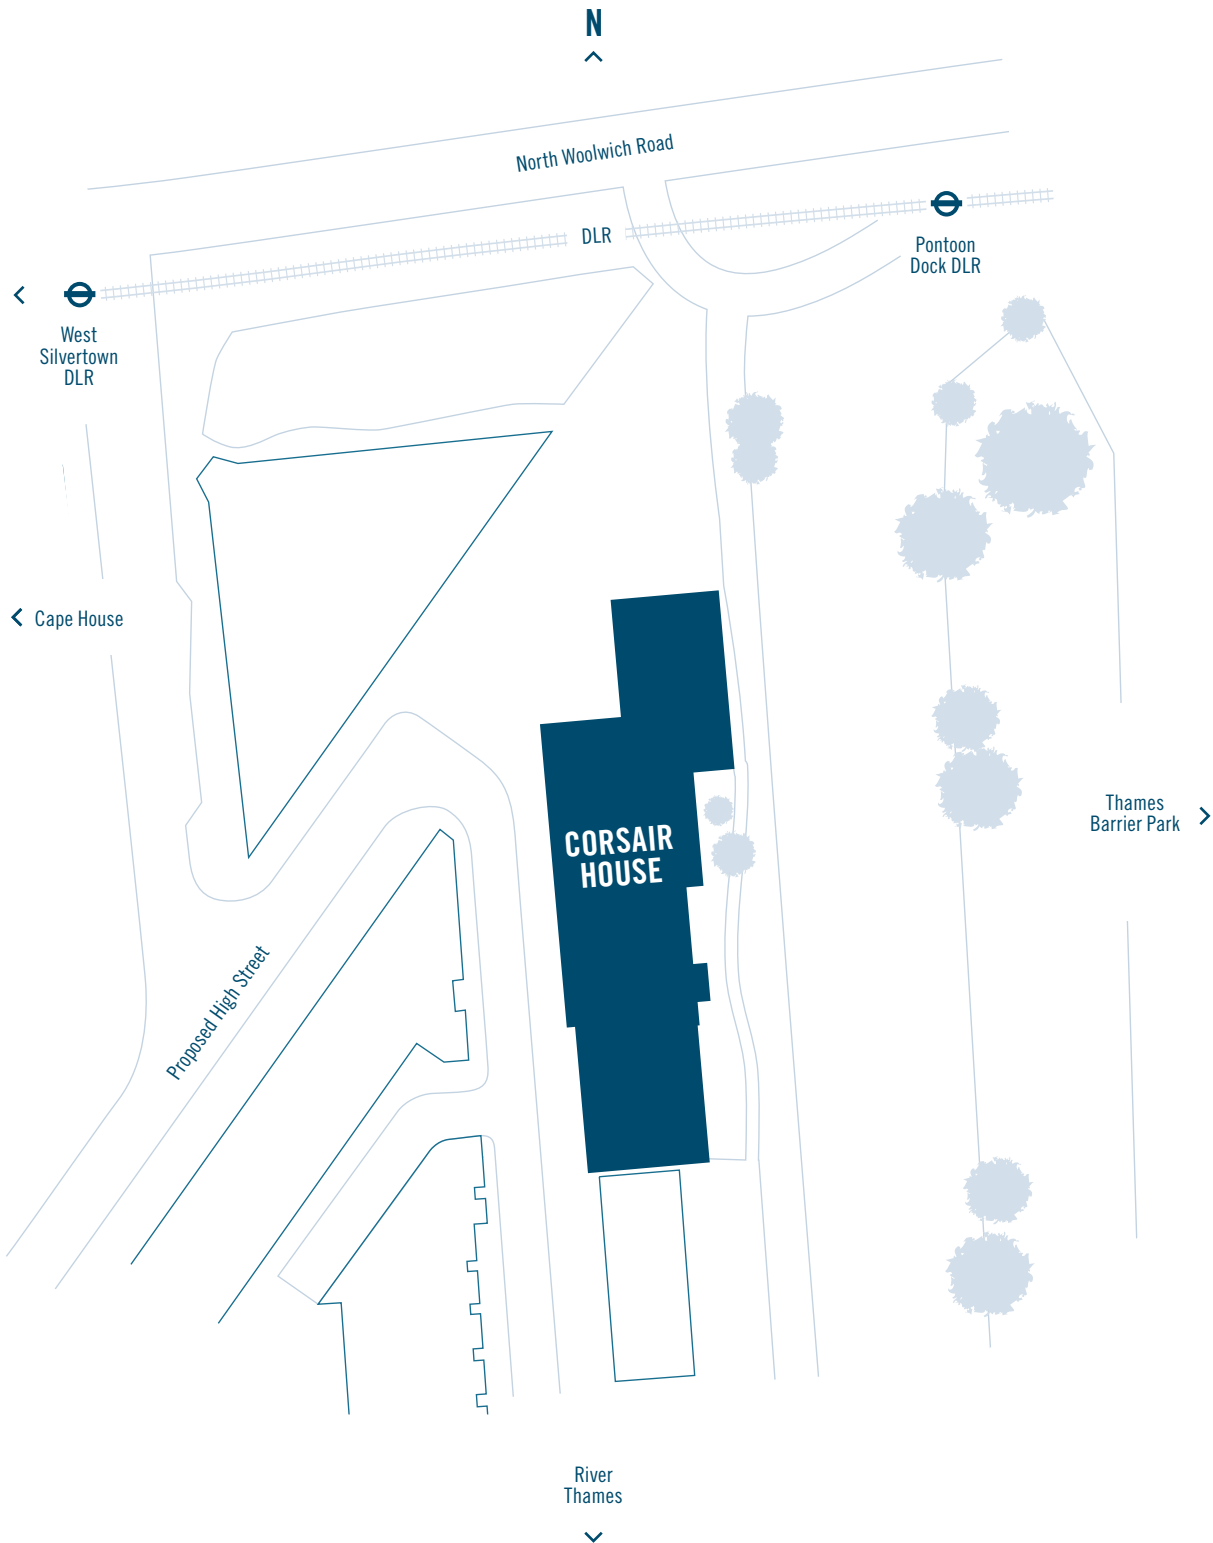 N
North Woolwich Road
DLR
Pontoon
Dock DLR
West
Silvertown
DLR
Cape House
Thames
Barrier Park
CORSAIR
HOUSE
Proposed High Street
River
Thames